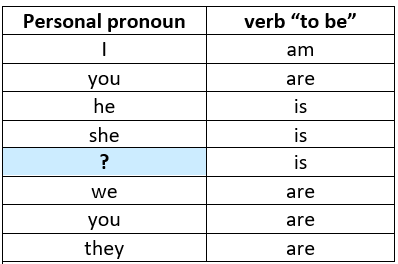 Personal pronoun verb “to be”
I am
you are
he is
she is
? is
we are
you are
they are